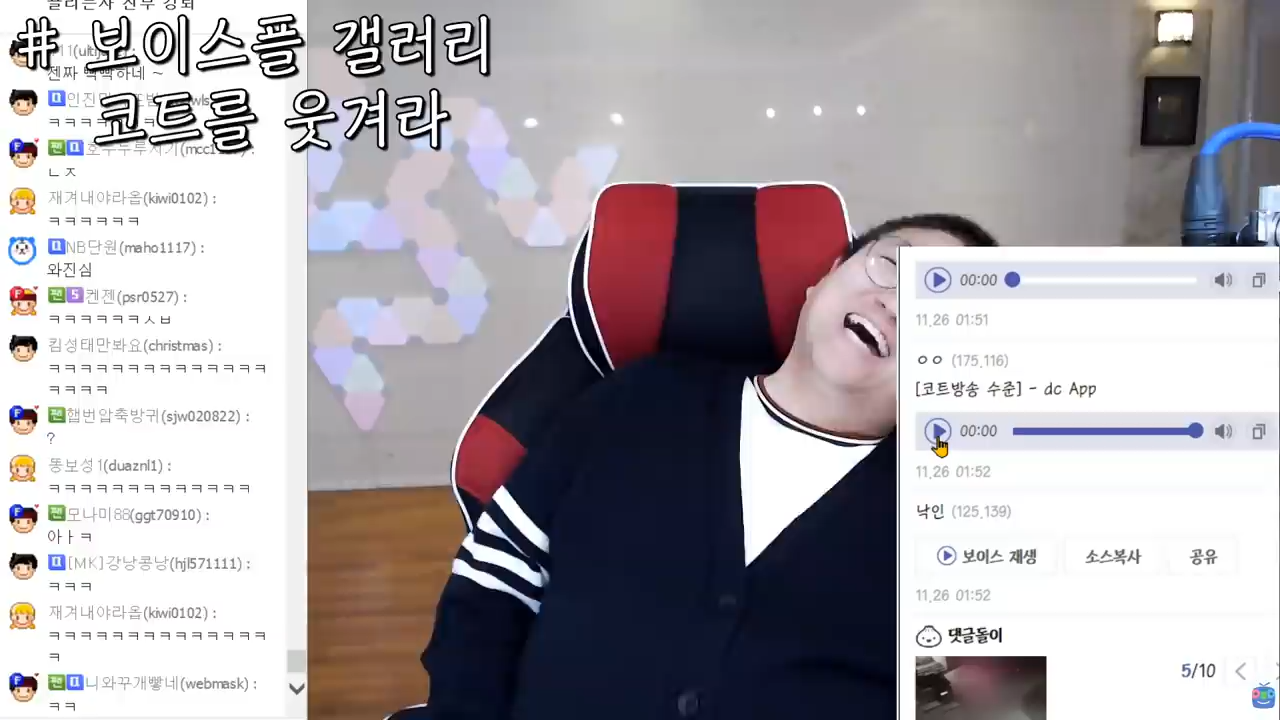 # 보이스플 갤러리
코트를 웃겨라
ㅋㅋㅋ
ㄴㅈ
재겨내야라옵(kiwi0102) :
ㅋㅋㅋㅋㅋㅋ
NB단원(maho1117) :
와진심
팬 S 켄젠(psr0527) :
ㅋㅋㅋㅋㅋㅋㅅㅂ
킴성태만봐요(christmas) :
ㅋㅋㅋㅋㅋㅋㅋㅋㅋㅋㅋㅋㅋㅋ
ㅋㅋㅋㅋ
팬 햅번압축방귀(sjw020822) :
?
똥보성1(duaznl1) :
ㅋㅋㅋㅋㅋㅋㅋㅋㅋㅋㅋㅋㅋ
팬 모나미88(ggt70910) :
아ㅏㅋ
[MK]강낭콩낭(hjl571111) :
ㅋㅋㅋ
재겨내야라옵(kiwi0102) :
ㅋㅋㅋㅋㅋㅋㅋㅋㅋㅋㅋㅋㅋㅋ
ㅋ
팬 니와꾸개빻네(webmask) :
ㅋㅋ
00:00
11.26 01:51
ㅇㅇ (175.116)
[코트방송 수준] - dc App
00:00
11.26 01:52
낙인 (125.139)
보이스 재생 소스복사 공유
11.26 01:52
댓글돌이
5/10